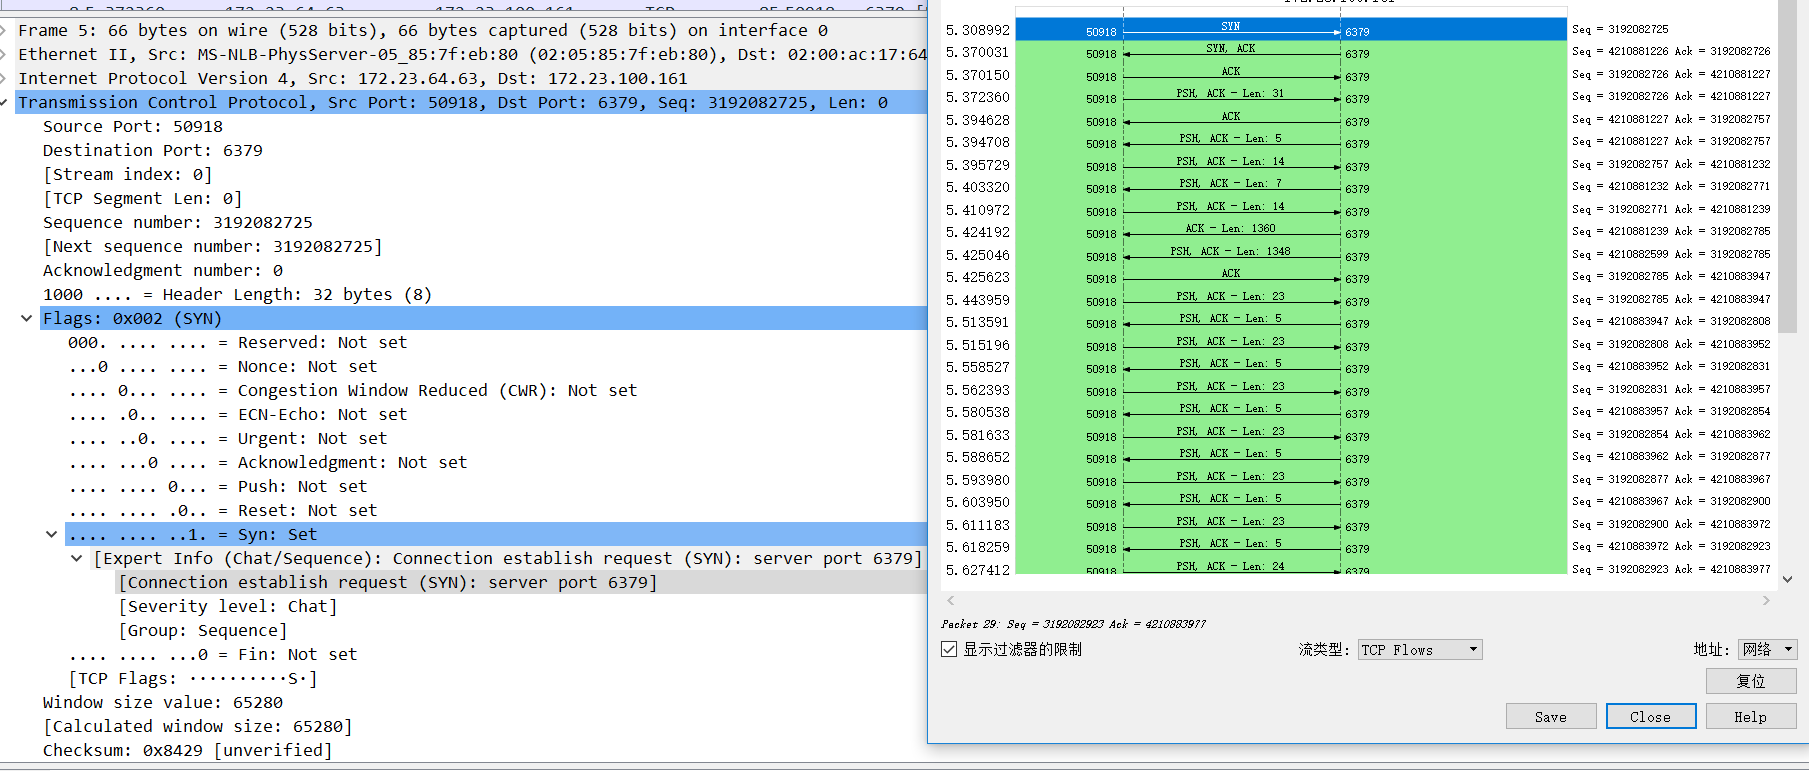 Frame 5: 66 bytes on wire (528 bits), 66 bytes captured (528 bits) on interface 0
Ethernet II, Src: MS-NLB-PhysServer-05_85:7f:eb:80 (02:05:85:7f:eb:80), Dst: 02:00:ac:17:64
Internet Protocol Version 4, Src: 172.23.64.63, Dst: 172.23.100.161
Transmission Control Protocol, Src Port: 50918, Dst Port: 6379, Seq: 3192082725, Len: 0
Source Port: 50918
Destination Port: 6379
[Stream index: 0]
[TCP Segment Len: 0]
Sequence number: 3192082725
[Next sequence number: 3192082725]
Acknowledgment number: 0
1000 .... = Header Length: 32 bytes (8)
Flags: 0x002 (SYN)
000. .... .... = Reserved: Not set
...0 .... .... = Nonce: Not set
.... 0... .... = Congestion Window Reduced (CWR): Not set
.... .0.. .... = ECN-Echo: Not set
.... ..0. .... = Urgent: Not set
.... ...0 .... = Acknowledgment: Not set
.... .... 0... = Push: Not set
.... .... .0.. = Reset: Not set
.... .... ..1. = Syn: Set
[Expert Info (Chat/Sequence): Connection establish request (SYN): server port 6379]
[Connection establish request (SYN): server port 6379]
[Severity level: Chat]
[Group: Sequence]
.... .... ...0 = Fin: Not set
[TCP Flags: ··········S·]
Window size value: 65280
[Calculated window size: 65280]
Checksum: 0x8429 [unverified]
5.308992 50918 SYN 6379 Seq = 3192082725
5.370031 50918 SYN, ACK 6379 Seq = 4210881226 Ack = 3192082726
5.370150 50918 ACK 6379 Seq = 3192082726 Ack = 4210881227
5.372360 50918 PSH, ACK - Len: 31 6379 Seq = 3192082726 Ack = 4210881227
5.394628 50918 ACK 6379 Seq = 4210881227 Ack = 3192082757
5.394708 50918 PSH, ACK - Len: 5 6379 Seq = 4210881227 Ack = 3192082757
5.395729 50918 PSH, ACK - Len: 14 6379 Seq = 3192082757 Ack = 4210881232
5.403320 50918 PSH, ACK - Len: 7 6379 Seq = 4210881232 Ack = 3192082771
5.410972 50918 PSH, ACK - Len: 14 6379 Seq = 3192082771 Ack = 4210881239
5.424192 50918 ACK - Len: 1360 6379 Seq = 4210881239 Ack = 3192082785
5.425046 50918 PSH, ACK - Len: 1348 6379 Seq = 4210882599 Ack = 3192082785
5.425623 50918 ACK 6379 Seq = 3192082785 Ack = 4210883947
5.443959 50918 PSH, ACK - Len: 23 6379 Seq = 3192082785 Ack = 4210883947
5.513591 50918 PSH, ACK - Len: 5 6379 Seq = 4210883947 Ack = 3192082808
5.515196 50918 PSH, ACK - Len: 23 6379 Seq = 3192082808 Ack = 4210883952
5.558527 50918 PSH, ACK - Len: 5 6379 Seq = 4210883952 Ack = 3192082831
5.562393 50918 PSH, ACK - Len: 23 6379 Seq = 3192082831 Ack = 4210883957
5.580538 50918 PSH, ACK - Len: 5 6379 Seq = 4210883957 Ack = 3192082854
5.581633 50918 PSH, ACK - Len: 23 6379 Seq = 3192082854 Ack = 4210883962
5.588652 50918 PSH, ACK - Len: 5 6379 Seq = 4210883962 Ack = 3192082877
5.593980 50918 PSH, ACK - Len: 23 6379 Seq = 3192082877 Ack = 4210883967
5.603950 50918 PSH, ACK - Len: 5 6379 Seq = 4210883967 Ack = 3192082900
5.611183 50918 PSH, ACK - Len: 23 6379 Seq = 3192082900 Ack = 4210883972
5.618259 50918 PSH, ACK - Len: 5 6379 Seq = 4210883972 Ack = 3192082923
5.627412 50918 PSH, ACK - Len: 24 6379 Seq = 3192082923 Ack = 4210883977
Packet 29: Seq = 3192082923 Ack = 4210883977
显示过滤器的限制 流类型: TCP Flows 地址: 网络
复位
Save Close Help